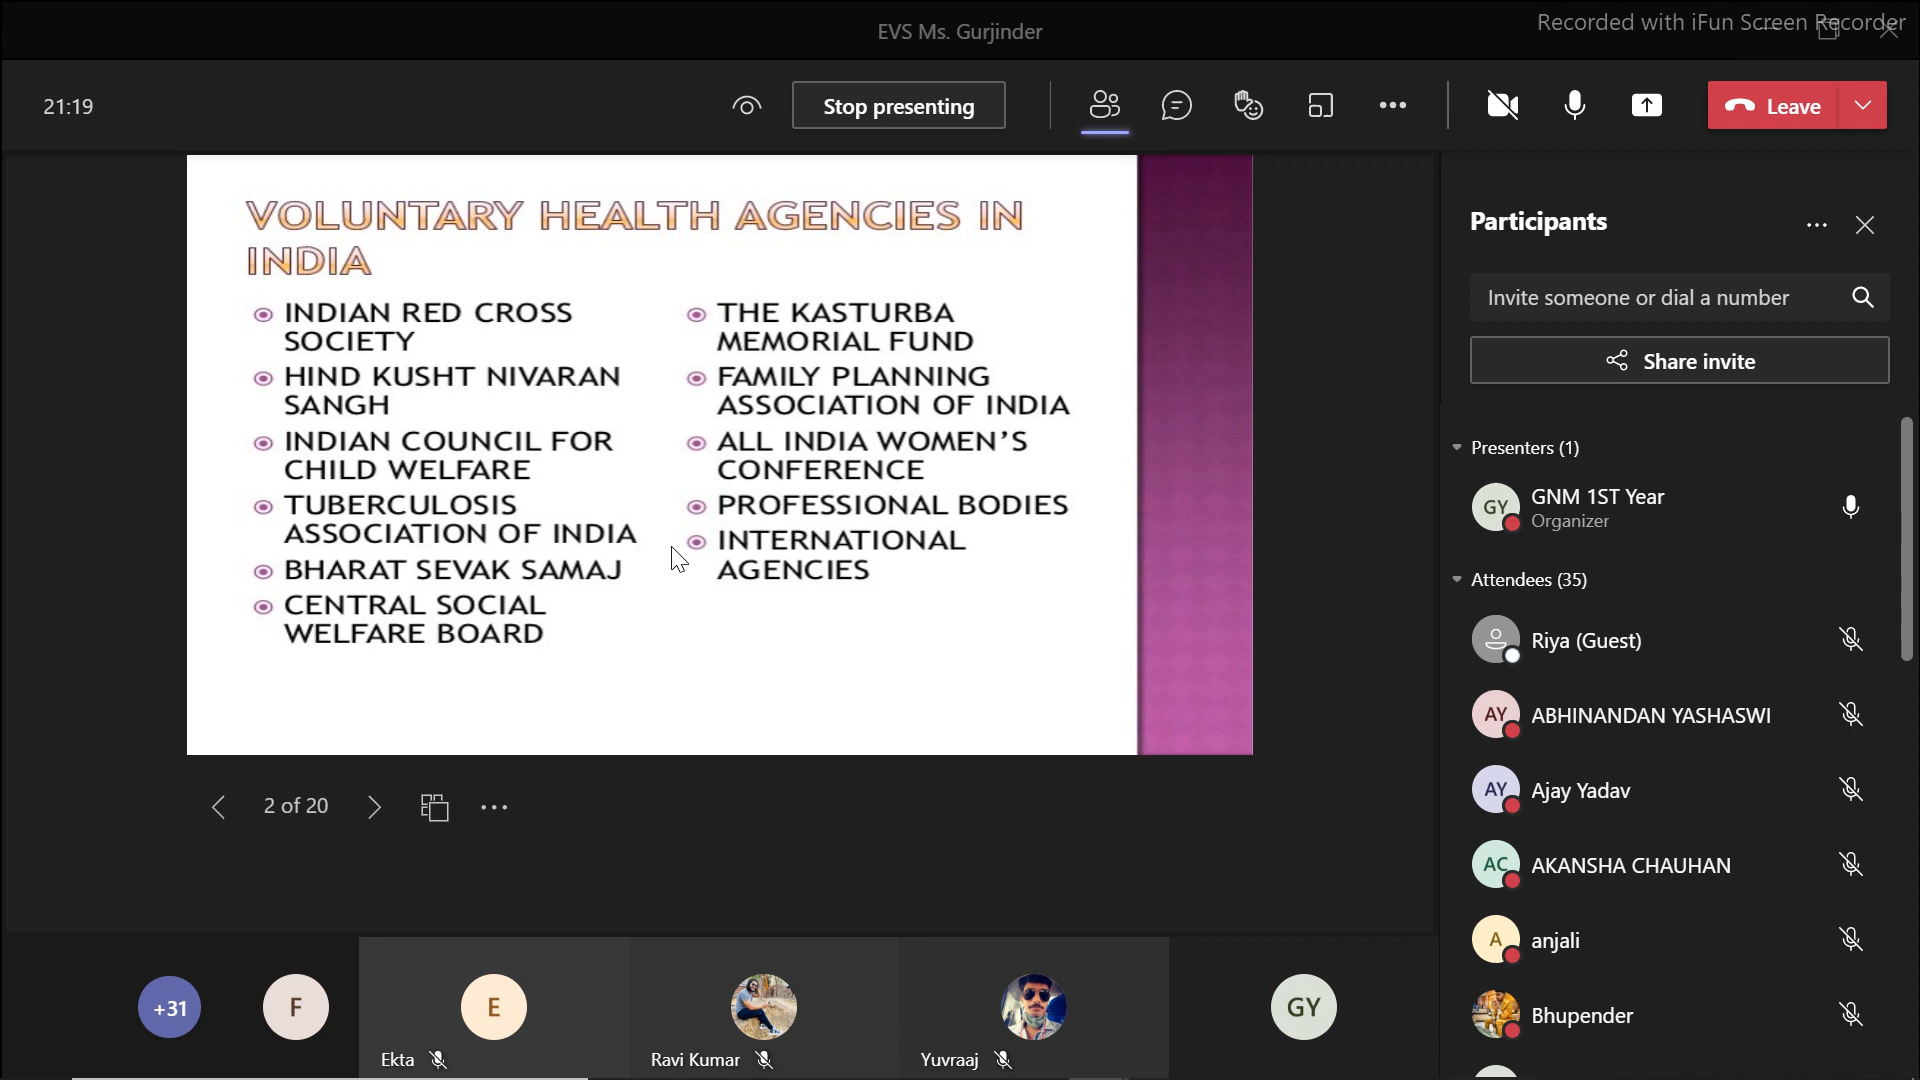 EVS Ms. Gurjinder
Recorded with iFun Screen Recorder
21:19
Stop presenting
Leave
VOLUNTARY HEALTH AGENCIES IN
INDIA
INDIAN RED CROSS
SOCIETY
HIND KUSHT NIVARAN
SANGH
INDIAN COUNCIL FOR
CHILD WELFARE
TUBERCULOSIS
ASSOCIATION OF INDIA
BHARAT SEVAK SAMAJ
CENTRAL SOCIAL
WELFARE BOARD
THE KASTURBA
MEMORIAL FUND
FAMILY PLANNING
ASSOCIATION OF INDIA
ALL INDIA WOMEN'S
CONFERENCE
PROFESSIONAL BODIES
INTERNATIONAL
AGENCIES
2 of 20
Participants
Invite someone or dial a number
Share invite
Presenters (1)
GY
GNM 1ST Year
Organizer
Attendees (35)
Riya (Guest)
AY
ABHINANDAN YASHASWI
AY
Ajay Yadav
AC
AKANSHA CHAUHAN
A
anjali
Bhupender
+31
F
E
GY
Ekta
Ravi Kumar
Yuvraaj